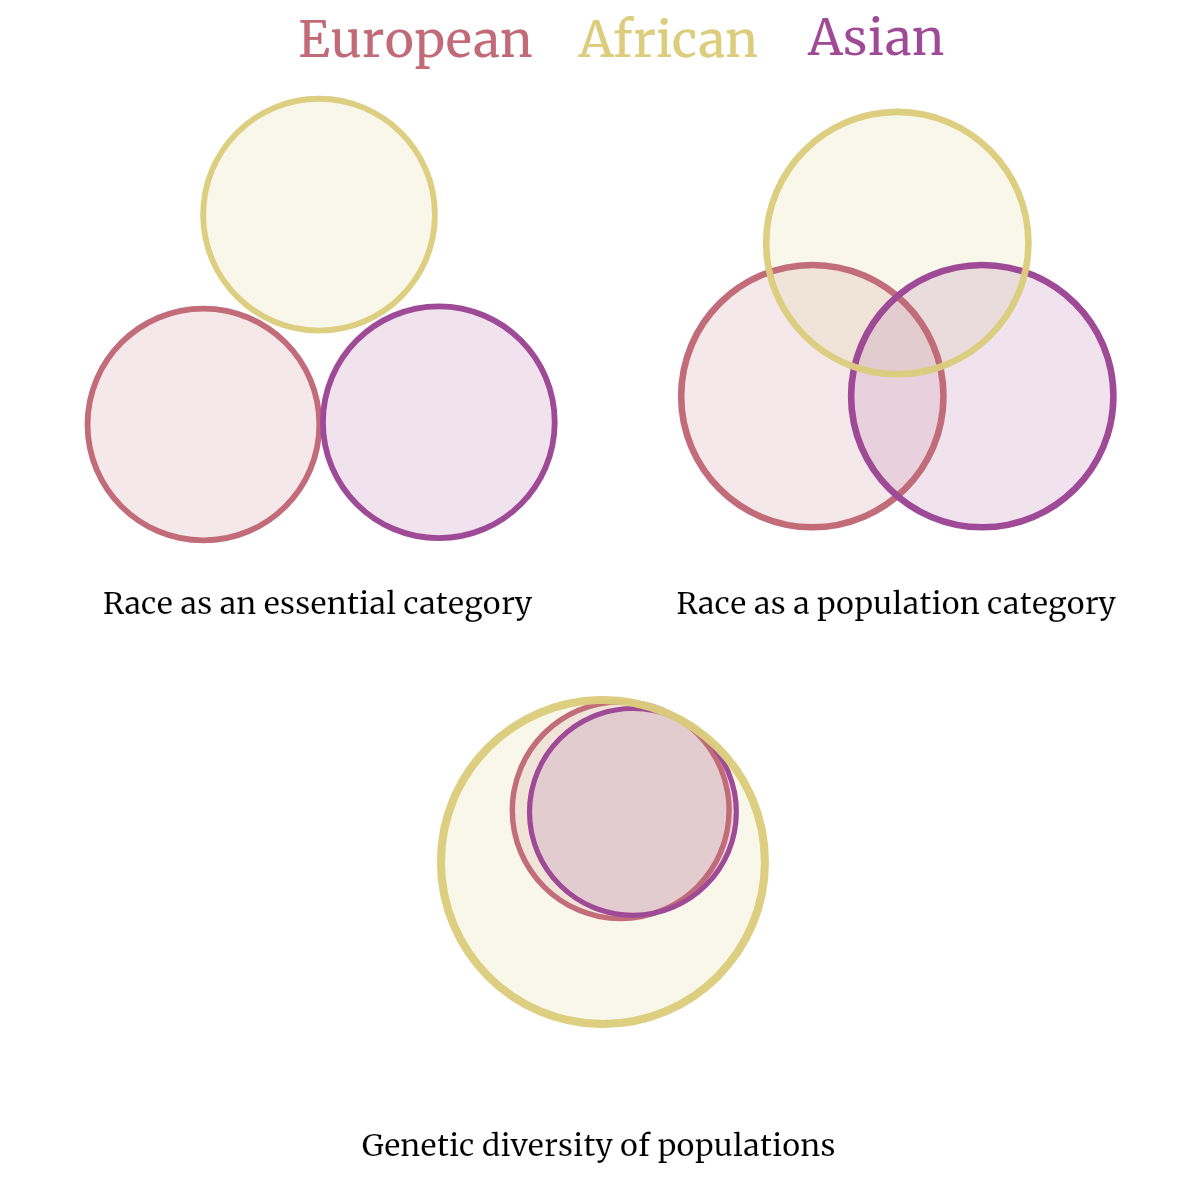 European African Asian
Race as an essential category
Race as a population category
Genetic diversity of populations